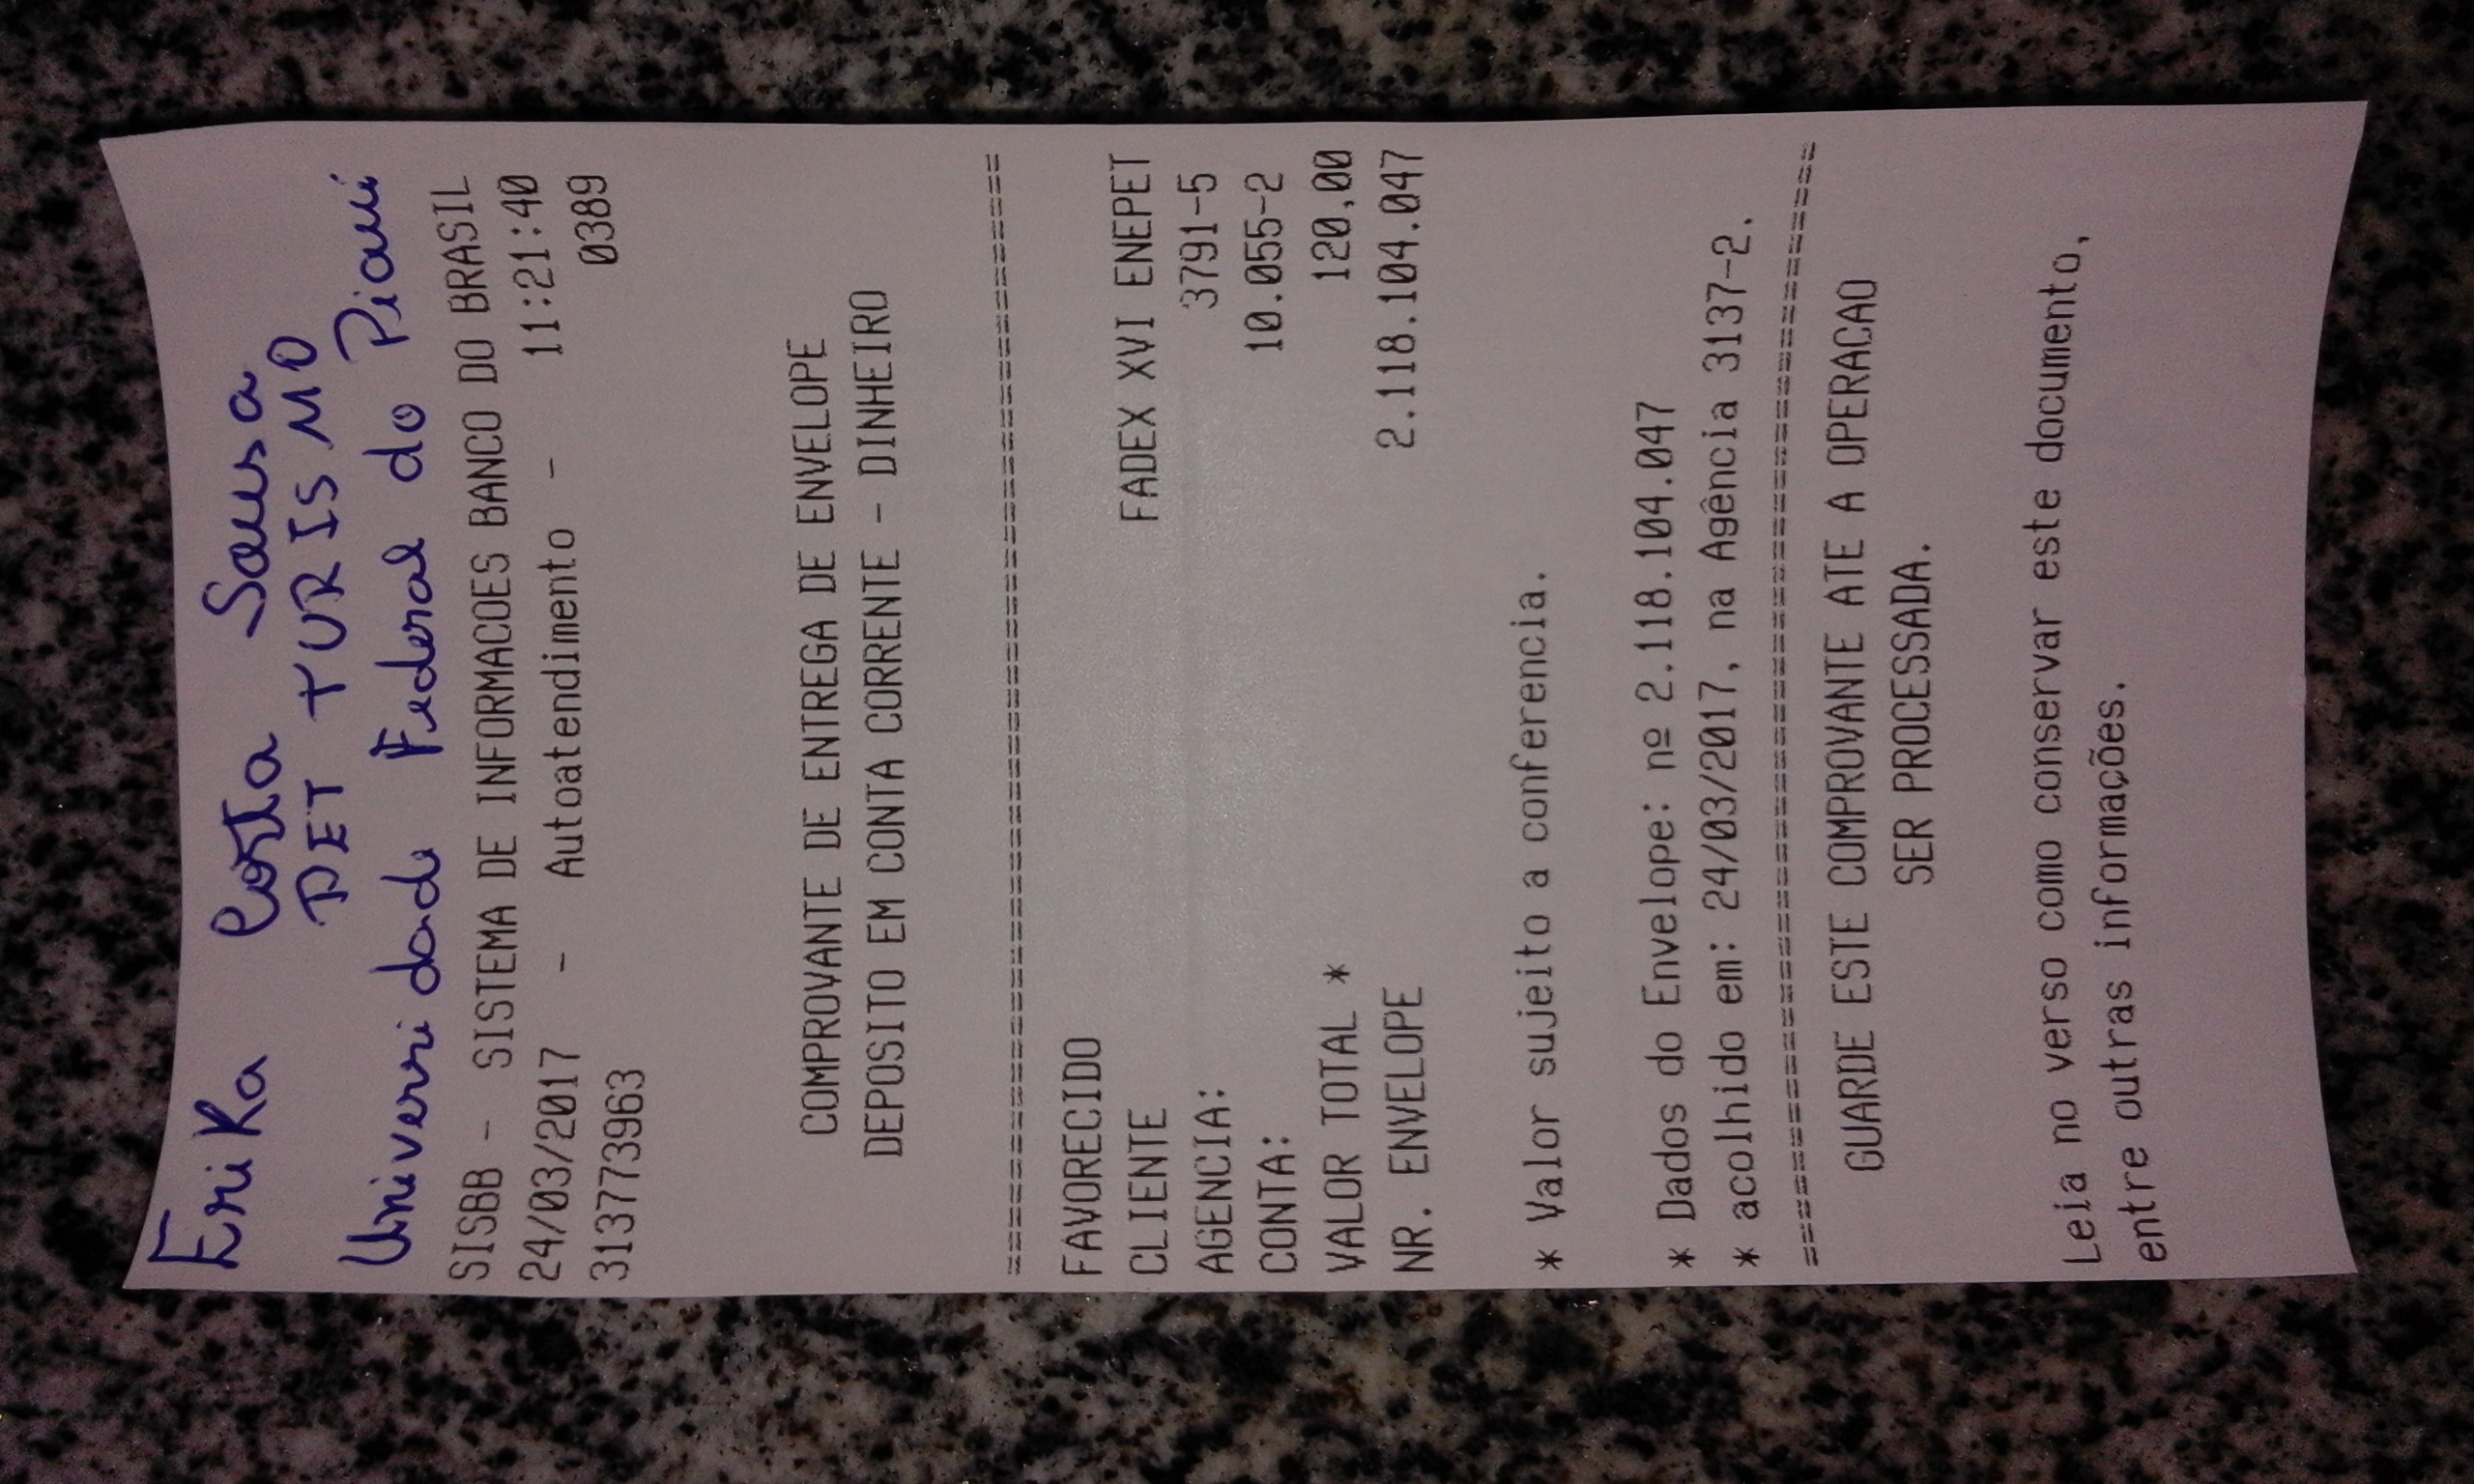 Erika Costa Sousa
PET TURISMO
Universidade Federal do Piauí
SISBB - SISTEMA DE INFORMACOES BANCO DO BRASIL
24/03/2017 - Autoatendimento - 11:21:40
313773963 0389
COMPROVANTE DE ENTREGA DE ENVELOPE
DEPOSITO EM CONTA CORRENTE - DINHEIRO
================================================
FAVORECIDO
CLIENTE FADEX XVI ENEPET
AGENCIA: 3791-5
CONTA: 10.055-2
VALOR TOTAL * 120,00
NR. ENVELOPE 2.118.104.047
* Valor sujeito a conferencia.
* Dados do Envelope: nº 2.118.104.047
* acolhido em: 24/03/2017, na Agência 3137-2.
================================================
GUARDE ESTE COMPROVANTE ATE A OPERACAO
SER PROCESSADA.
Leia no verso como conservar este documento,
entre outras informações.